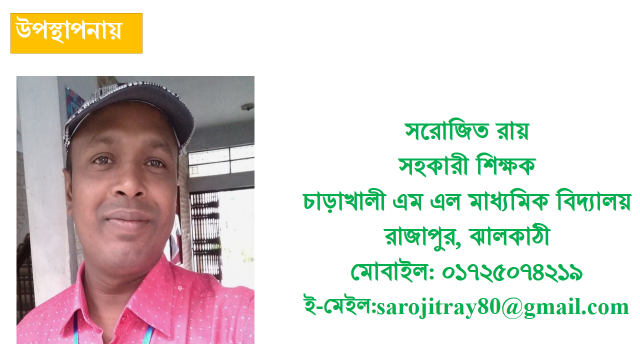 উপস্থাপনায়
সরোজিত রায়
সহকারী শিক্ষক
চাড়াখালী এম এল মাধ্যমিক বিদ্যালয়
রাজাপুর, ঝালকাঠী
মোবাইল: ০১৭২৫০৭৪২১৯
ই-মেইল:sarojitray80@gmail.com